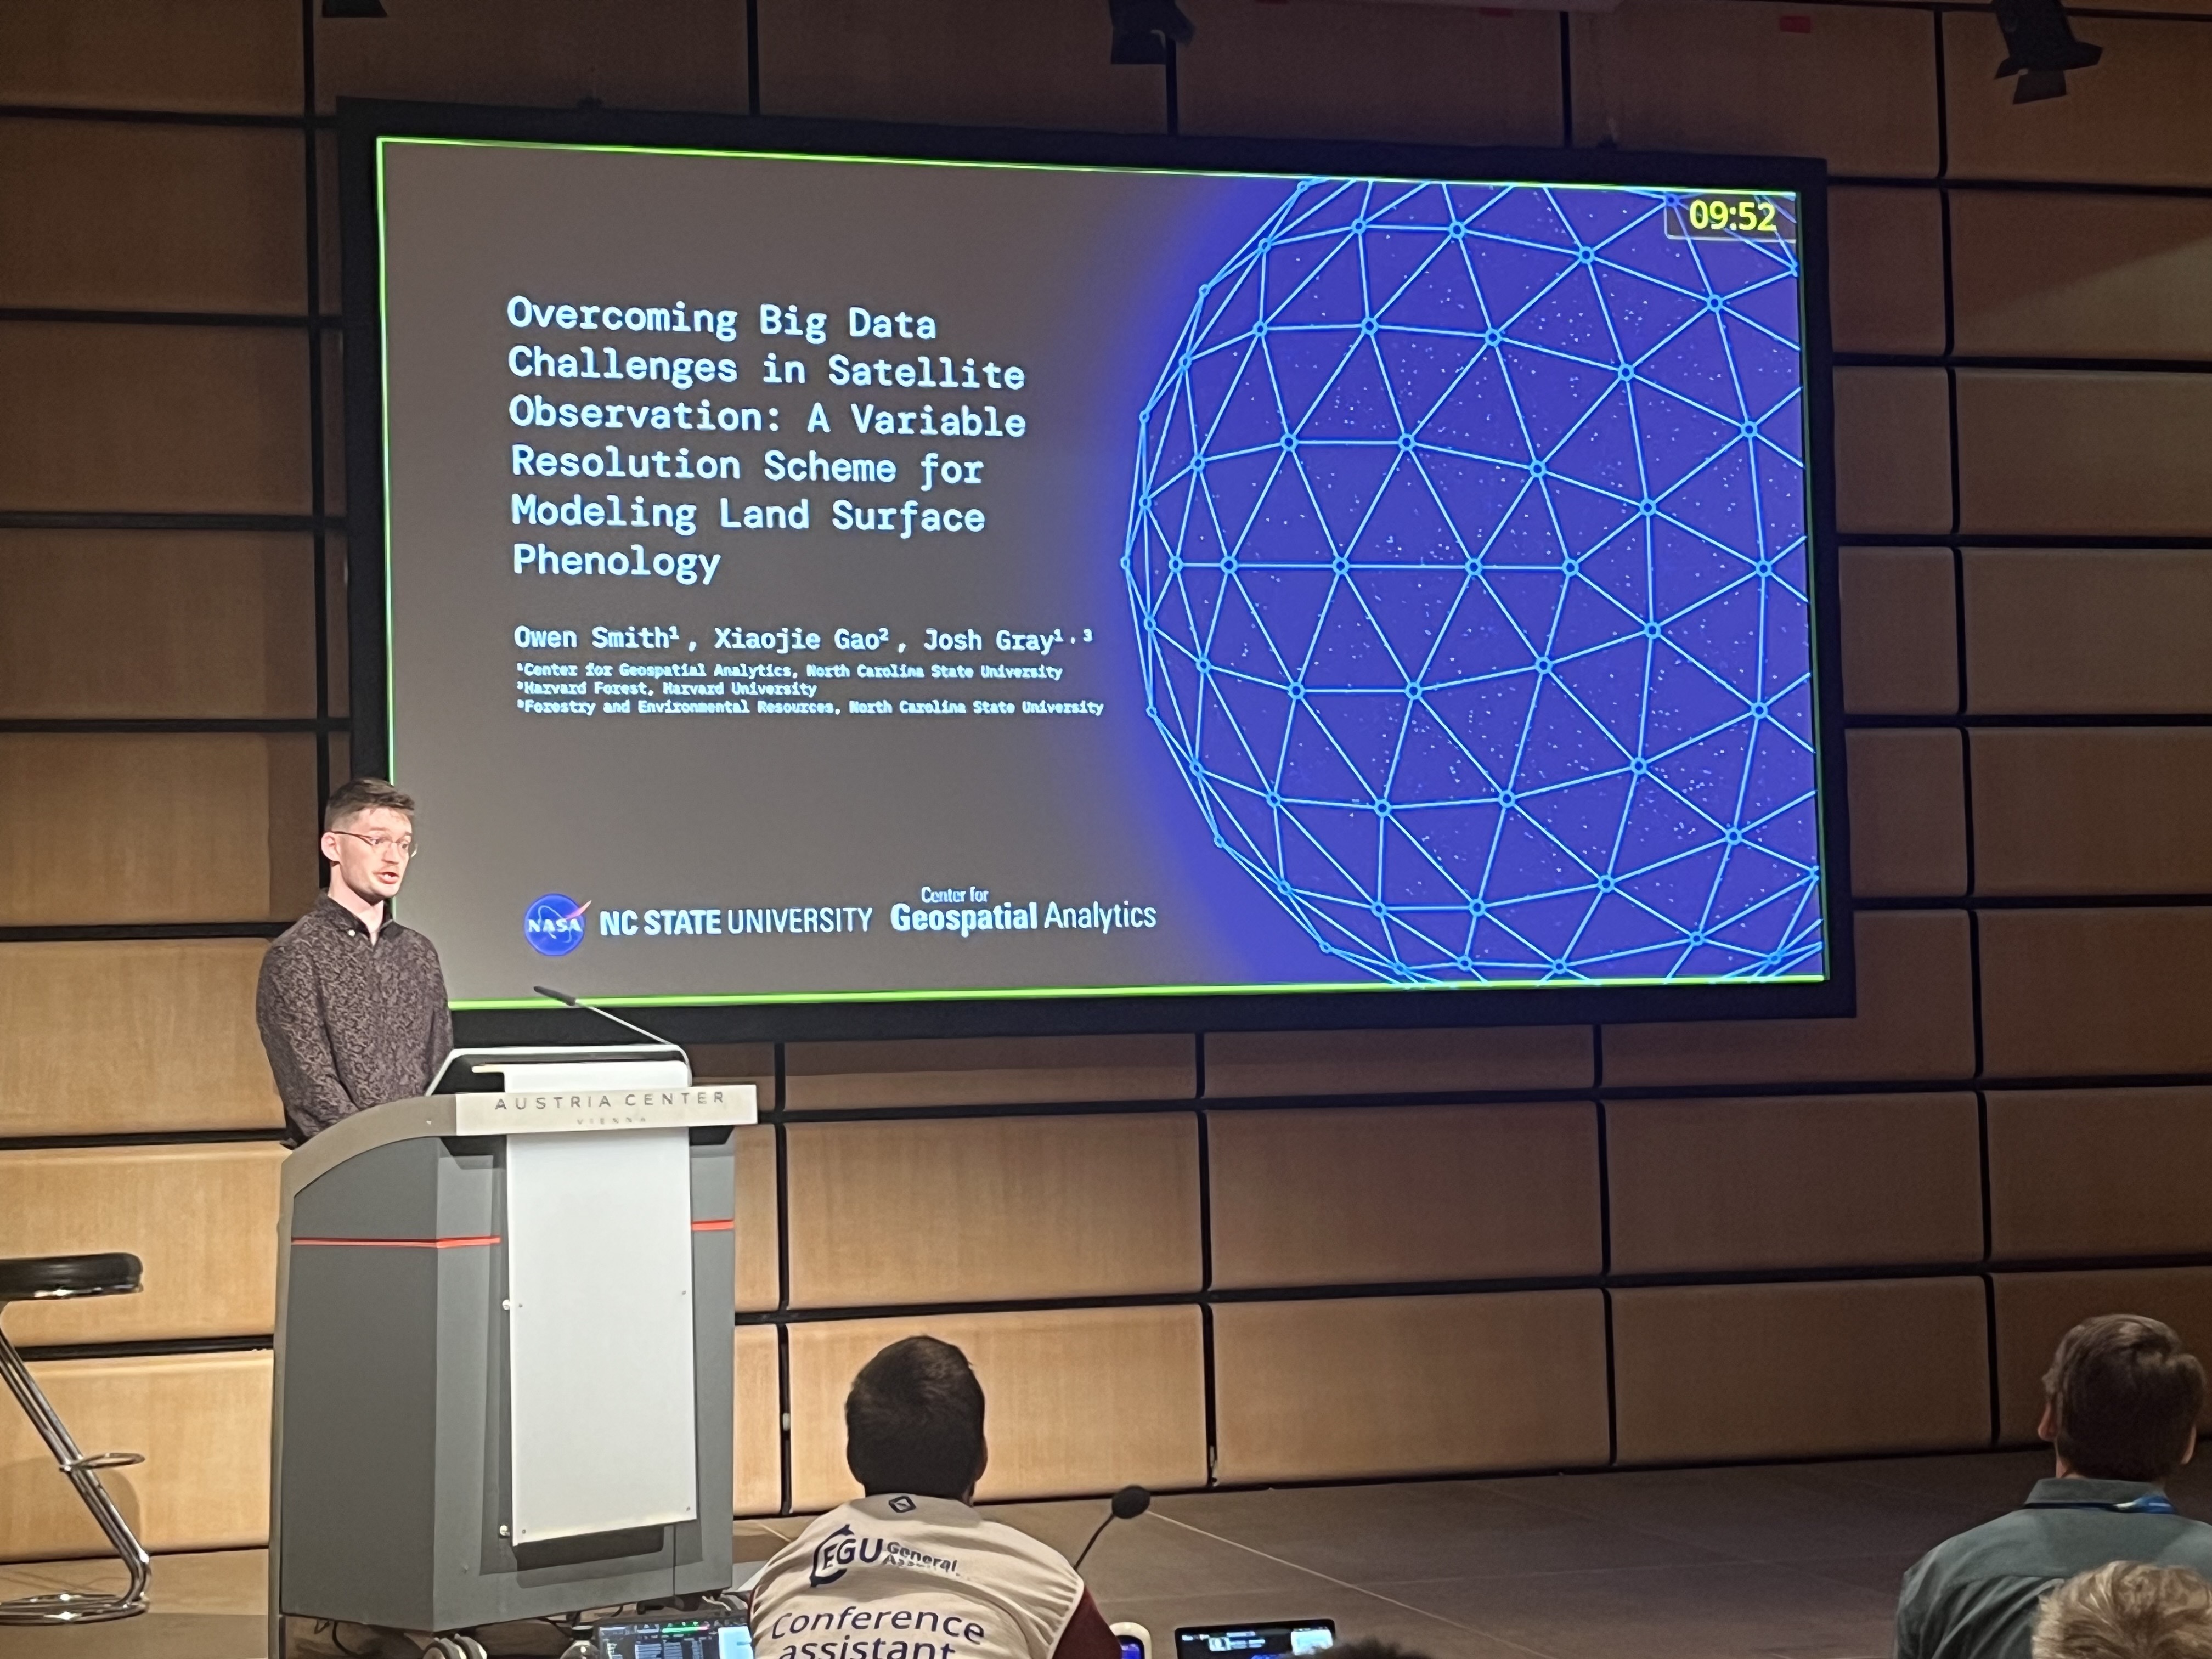 09:52
Overcoming Big Data
Challenges in Satellite
Observation: A Variable
Resolution Scheme for
Modeling Land Surface
Phenology
Owen Smith¹, Xiaojie Gao², Josh Gray¹,³
¹Center for Geospatial Analytics, North Carolina State University
²Harvard Forest, Harvard University
³Forestry and Environmental Resources, North Carolina State University
NASA
NC STATE UNIVERSITY
Center for
Geospatial Analytics
AUSTRIA CENTER
VIENNA
EGU General
Conference
assistant